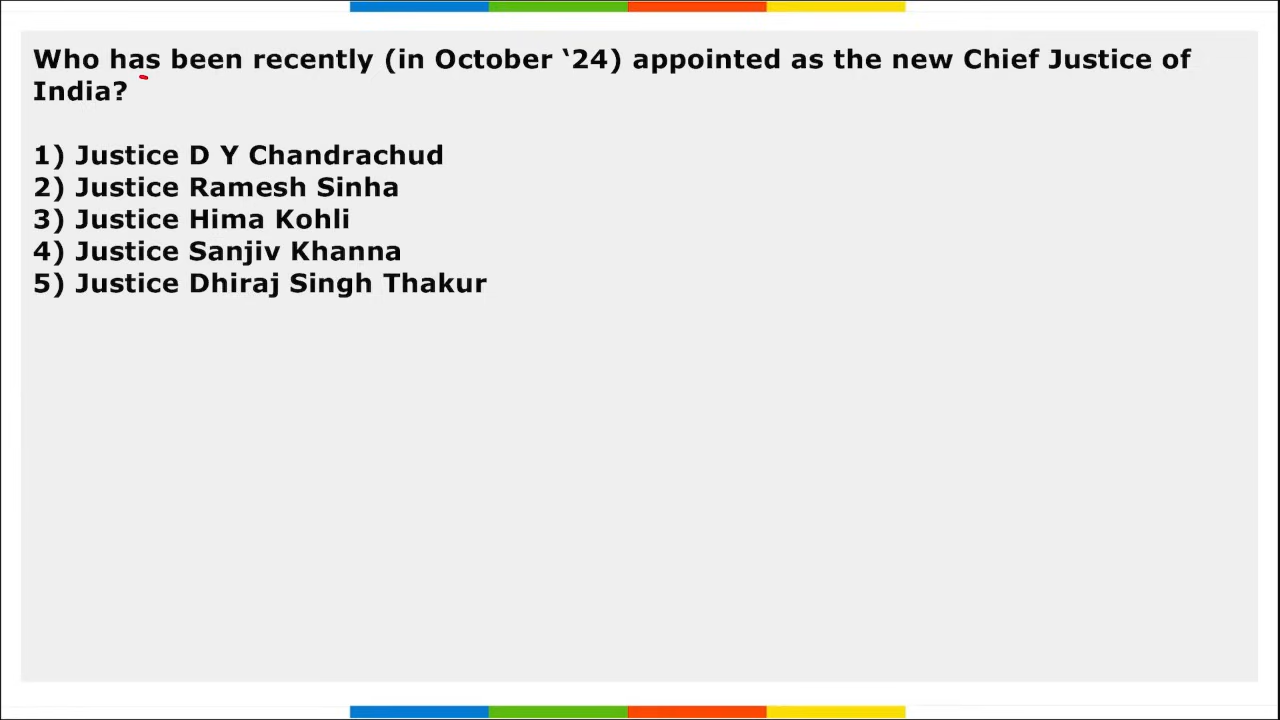 Who has been recently (in October ‘24) appointed as the new Chief Justice of
India?
1) Justice D Y Chandrachud
2) Justice Ramesh Sinha
3) Justice Hima Kohli
4) Justice Sanjiv Khanna
5) Justice Dhiraj Singh Thakur